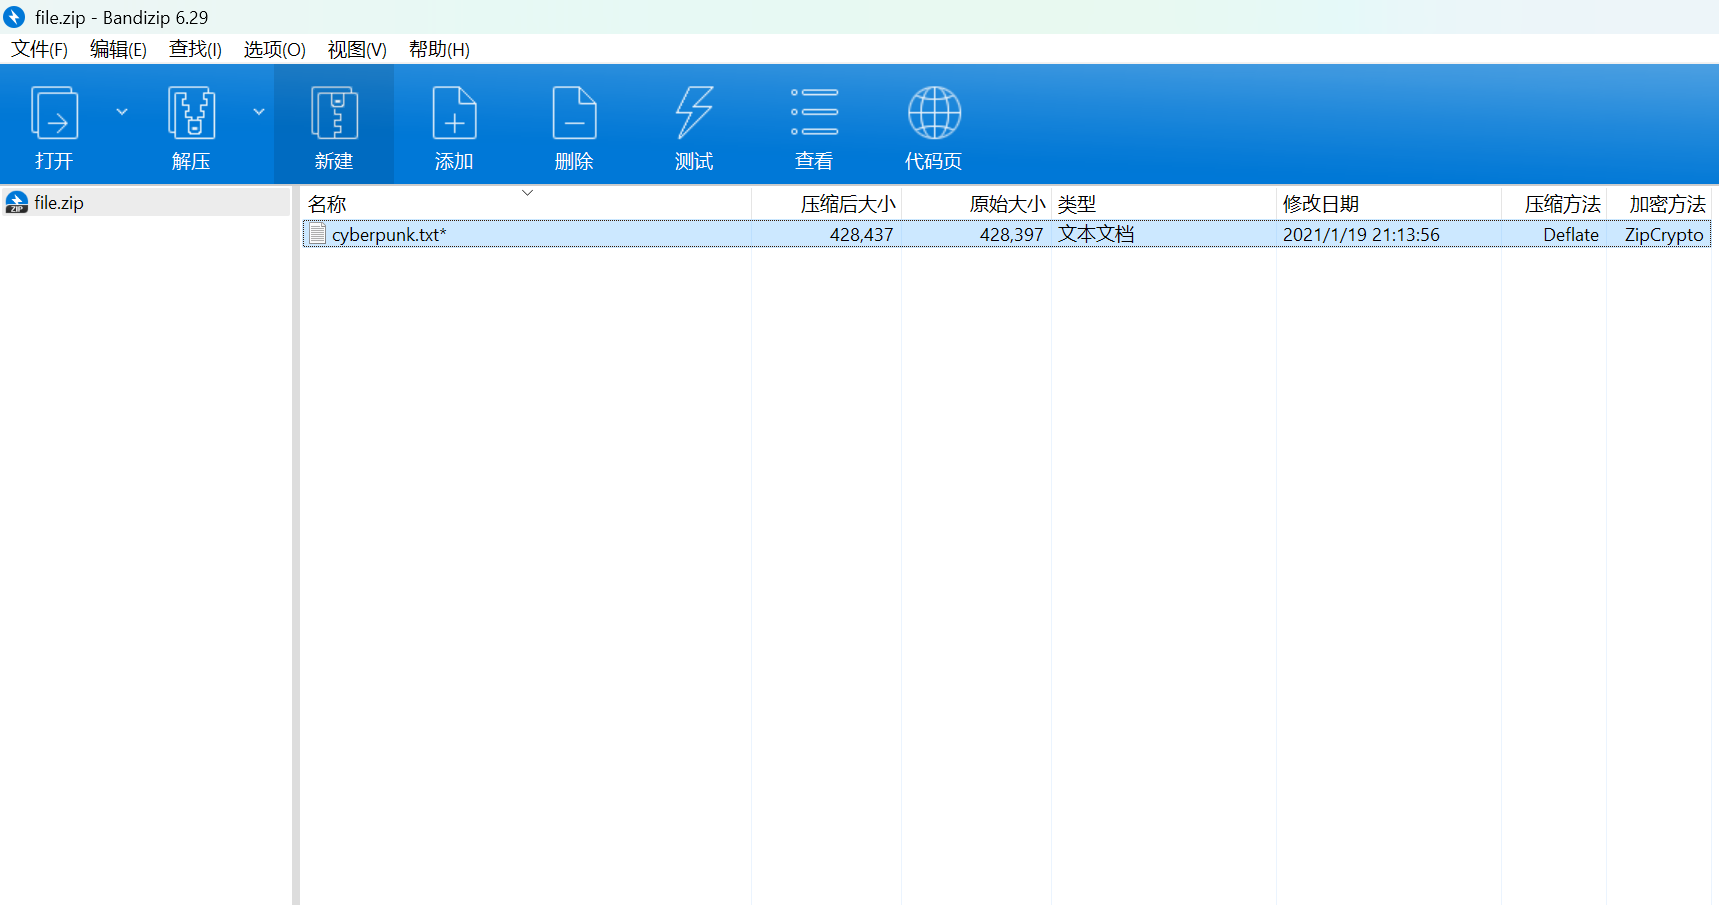 file.zip - Bandizip 6.29
文件(F) 编辑(E) 查找(I) 选项(O) 视图(V) 帮助(H)
打开 解压 新建 添加 删除 测试 查看 代码页
ZIP file.zip
名称 压缩后大小 原始大小 类型 修改日期 压缩方法 加密方法
cyberpunk.txt* 428,437 428,397 文本文档 2021/1/19 21:13:56 Deflate ZipCrypto